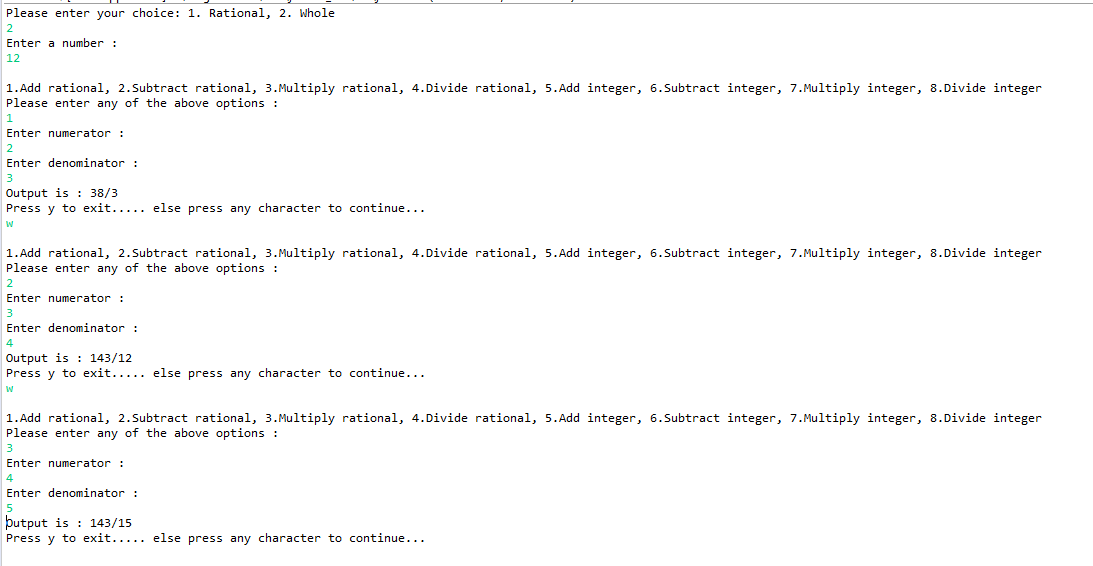 Please enter your choice: 1. Rational, 2. Whole
2
Enter a number :
12
1.Add rational, 2.Subtract rational, 3.Multiply rational, 4.Divide rational, 5.Add integer, 6.Subtract integer, 7.Multiply integer, 8.Divide integer
Please enter any of the above options :
1
Enter numerator :
2
Enter denominator :
3
Output is : 38/3
Press y to exit..... else press any character to continue...
w
1.Add rational, 2.Subtract rational, 3.Multiply rational, 4.Divide rational, 5.Add integer, 6.Subtract integer, 7.Multiply integer, 8.Divide integer
Please enter any of the above options :
2
Enter numerator :
3
Enter denominator :
4
Output is : 143/12
Press y to exit..... else press any character to continue...
w
1.Add rational, 2.Subtract rational, 3.Multiply rational, 4.Divide rational, 5.Add integer, 6.Subtract integer, 7.Multiply integer, 8.Divide integer
Please enter any of the above options :
3
Enter numerator :
4
Enter denominator :
5
Output is : 143/15
Press y to exit..... else press any character to continue...